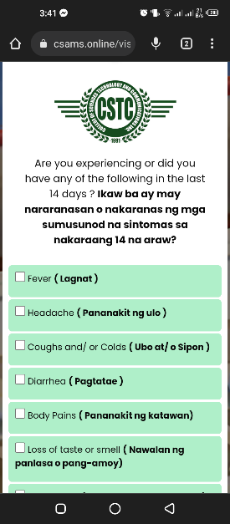 3:41
csams.online/vis
2
CSTC
1991
Are you experiencing or did you
have any of the following in the last
14 days ? Ikaw ba ay may
nararanasan o nakaranas ng mga
sumusunod na sintomas sa
nakaraang 14 na araw?
Fever ( Lagnat )
Headache ( Pananakit ng ulo )
Coughs and/ or Colds ( Ubo at/ o Sipon )
Diarrhea ( Pagtatae )
Body Pains ( Pananakit ng katawan)
Loss of taste or smell ( Nawalan ng
panlasa o pang-amoy)